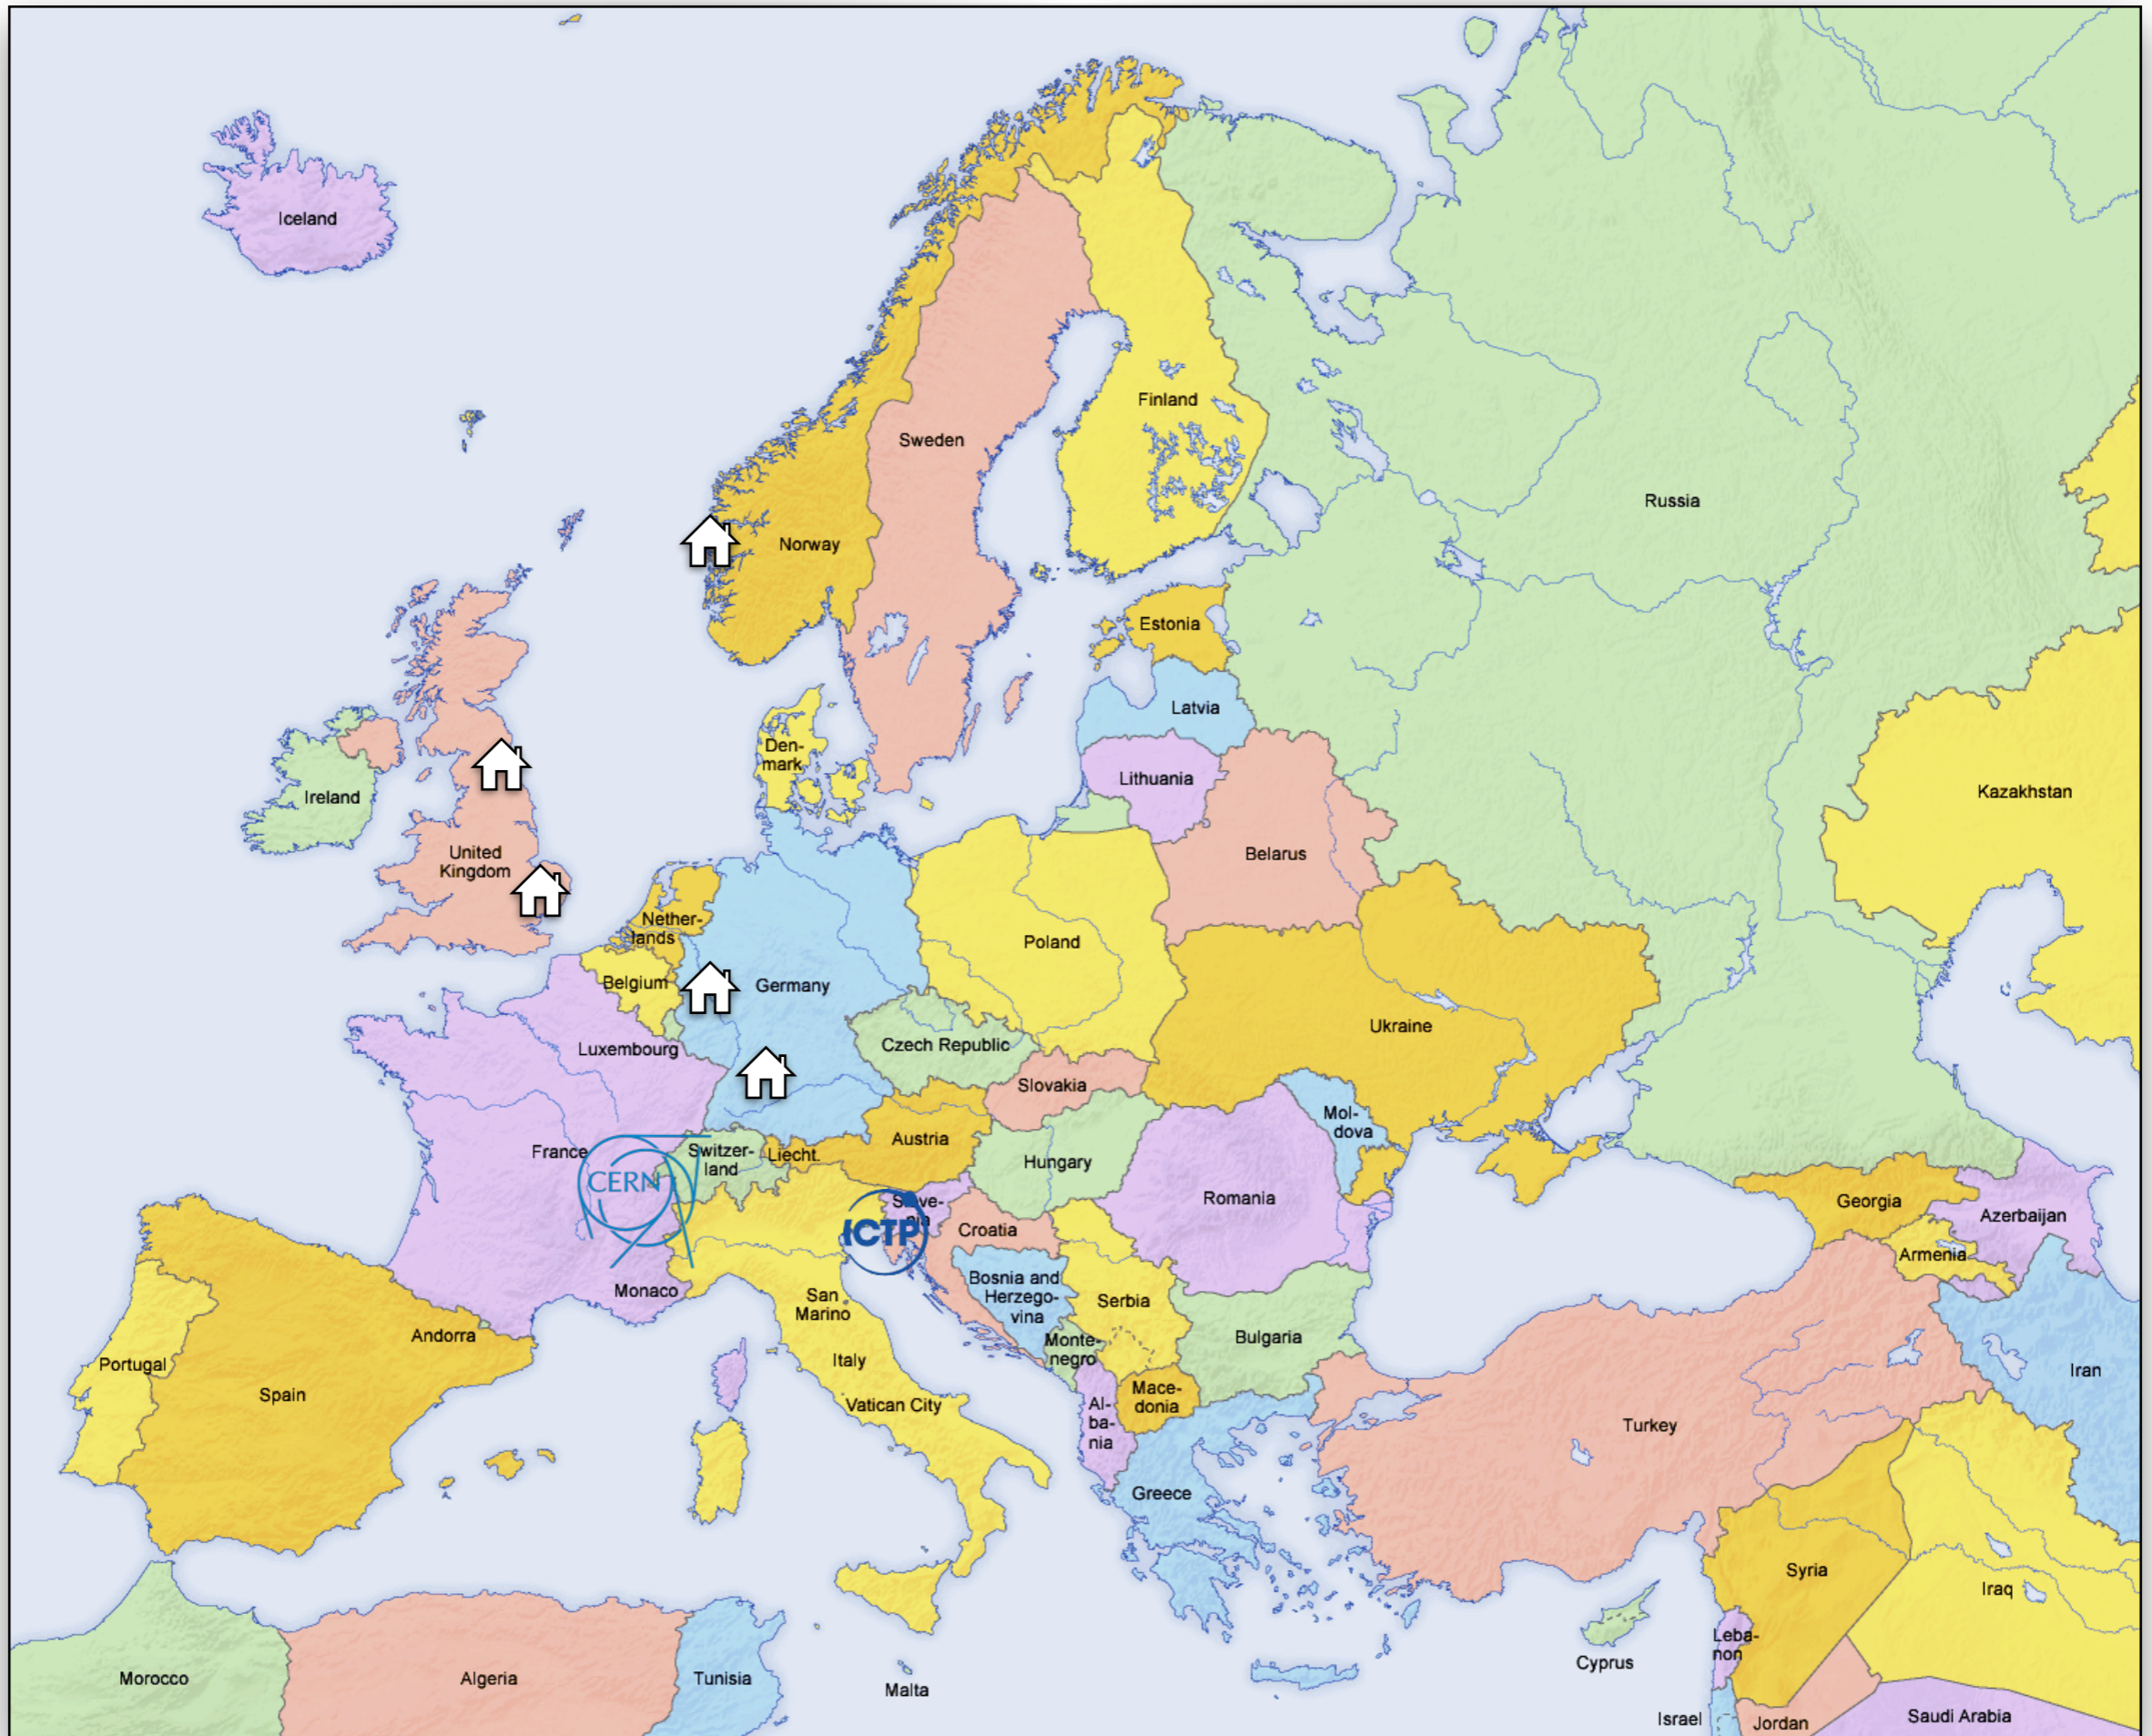 Iceland
Finland
Sweden
Russia
Norway
Estonia
Latvia
Den-
mark
Lithuania
Ireland
Kazakhstan
United
Kingdom
Belarus
Nether-
lands
Poland
Belgium
Germany
Ukraine
Czech Republic
Luxembourg
Slovakia
Mol-
dova
Austria
France
Switzer-
land
Liecht.
Hungary
CERN
Slove-
nia
Romania
Georgia
Azerbaijan
ICTP
Croatia
Armenia
Bosnia and
Herzego-
vina
Monaco
San
Marino
Serbia
Andorra
Bulgaria
Monte-
negro
Portugal
Italy
Iran
Spain
Vatican City
Mace-
donia
Al-
ba-
nia
Turkey
Greece
Syria
Iraq
Leba-
non
Cyprus
Morocco
Algeria
Tunisia
Malta
Israel
Jordan
Saudi Arabia